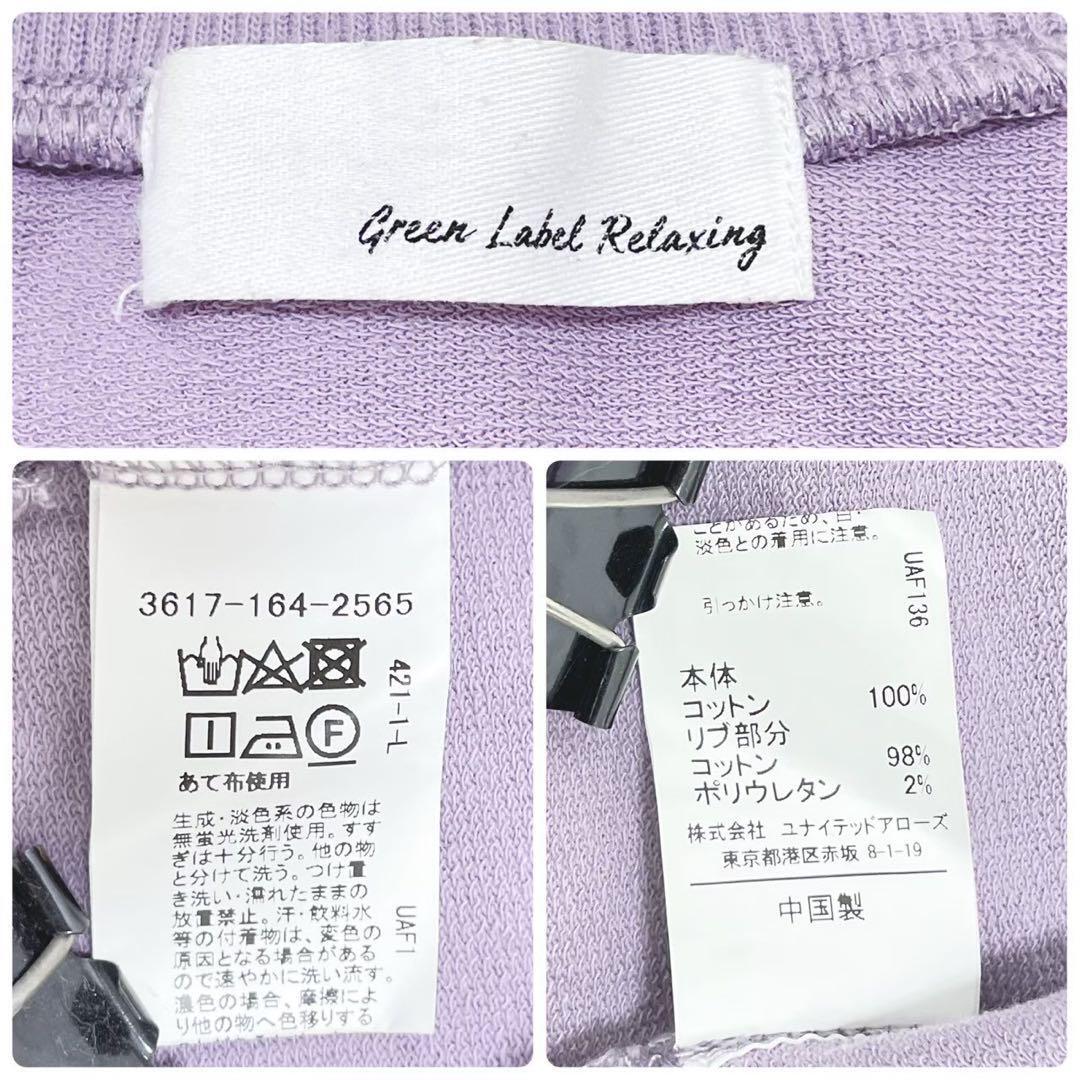 Green Label Relaxing
3617-164-2565
421-1-L
F
あて布使用
生成・淡色系の色物は
無蛍光洗剤使用。すす
ぎは十分行う。他の物
と分けて洗う。つけ置
き洗い・濡れたままの
放置禁止。汗・飲料水
等の付着物は、変色の
原因となる場合がある
ので速やかに洗い流す。
濃色の場合、摩擦によ
り他の物へ色移りする
UAF1
ことがあるため、白・
淡色との着用に注意。
引っかけ注意。
UAF136
本体
コットン 100%
リブ部分
コットン 98%
ポリウレタン 2%
株式会社 ユナイテッドアローズ
東京都港区赤坂 8-1-19
中国製